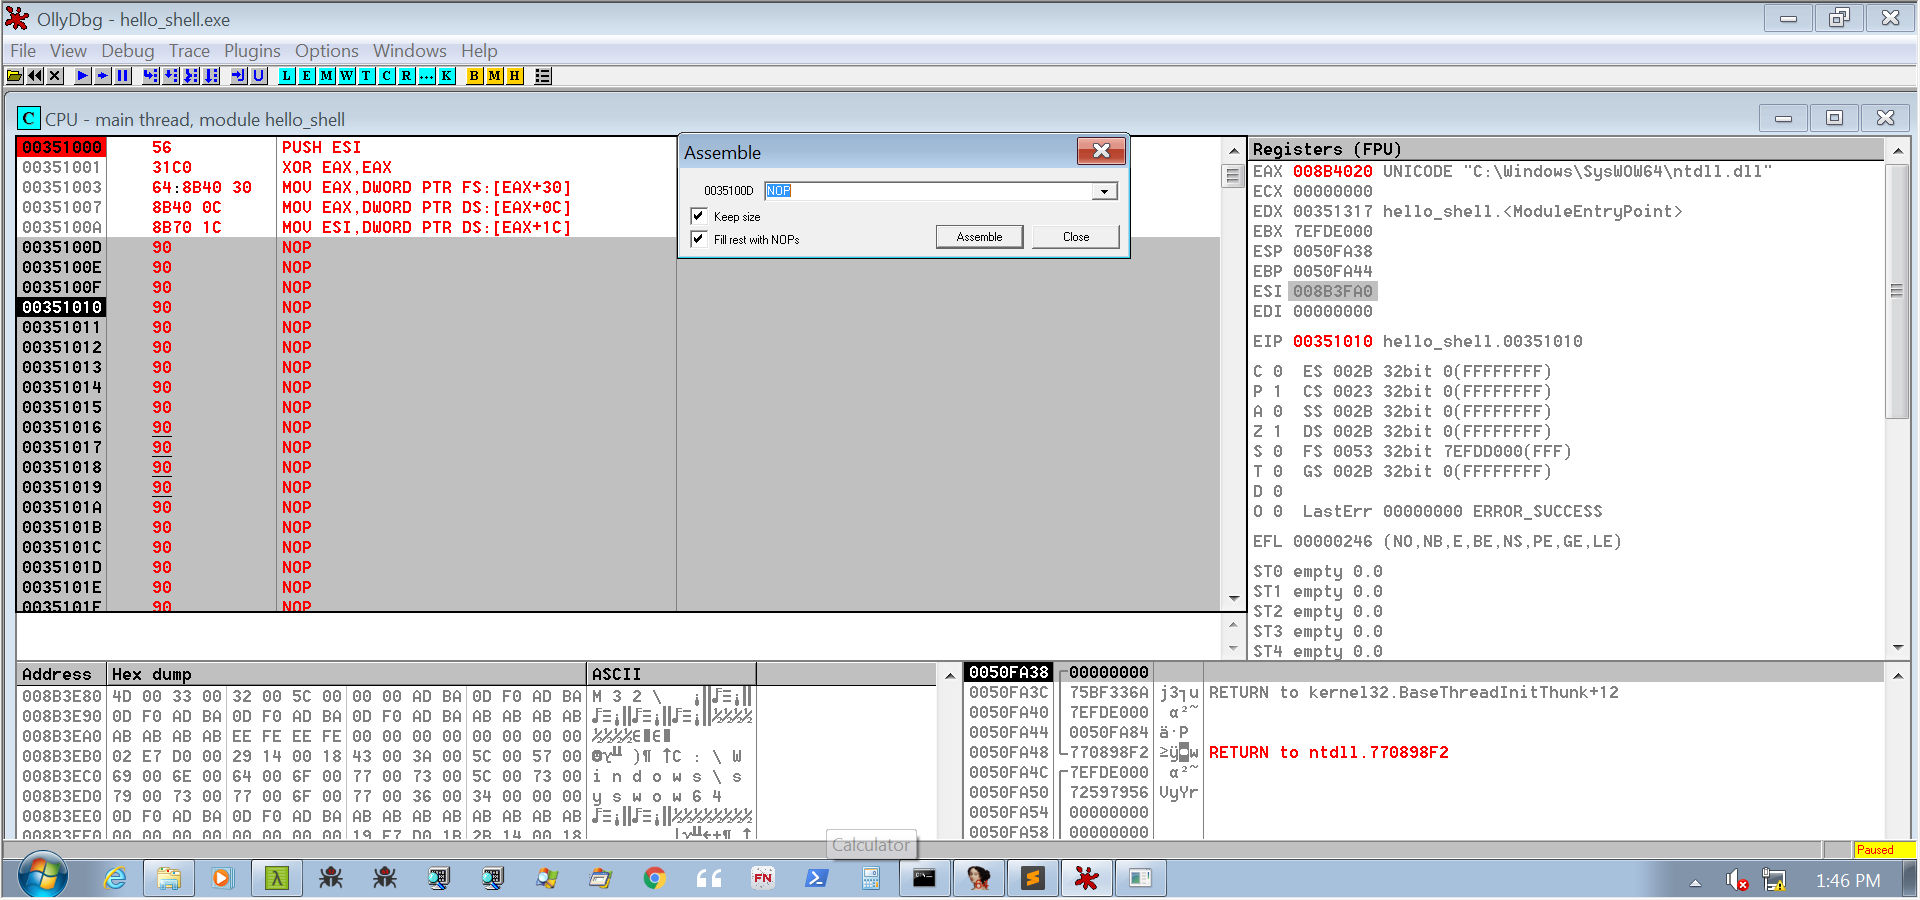 OllyDbg - hello_shell.exe
File View Debug Trace Plugins Options Windows Help
L E M W T C R ... K B M H
C CPU - main thread, module hello_shell
00351000 56 PUSH ESI
00351001 31C0 XOR EAX,EAX
00351003 64:8B40 30 MOV EAX,DWORD PTR FS:[EAX+30]
00351007 8B40 0C MOV EAX,DWORD PTR DS:[EAX+0C]
0035100A 8B70 1C MOV ESI,DWORD PTR DS:[EAX+1C]
0035100D 90 NOP
0035100E 90 NOP
0035100F 90 NOP
00351010 90 NOP
00351011 90 NOP
00351012 90 NOP
00351013 90 NOP
00351014 90 NOP
00351015 90 NOP
00351016 90 NOP
00351017 90 NOP
00351018 90 NOP
00351019 90 NOP
0035101A 90 NOP
0035101B 90 NOP
0035101C 90 NOP
0035101D 90 NOP
0035101E 90 NOP
0035101F 90 NOP
Assemble
0035100D NOP
Keep size
Fill rest with NOPs
Assemble Close
Registers (FPU)
EAX 008B4020 UNICODE "C:\Windows\SysWOW64\ntdll.dll"
ECX 00000000
EDX 00351317 hello_shell.<ModuleEntryPoint>
EBX 7EFDE000
ESP 0050FA38
EBP 0050FA44
ESI 008B3FA0
EDI 00000000
EIP 00351010 hello_shell.00351010
C 0 ES 002B 32bit 0(FFFFFFFF)
P 1 CS 0023 32bit 0(FFFFFFFF)
A 0 SS 002B 32bit 0(FFFFFFFF)
Z 1 DS 002B 32bit 0(FFFFFFFF)
S 0 FS 0053 32bit 7EFDD000(FFF)
T 0 GS 002B 32bit 0(FFFFFFFF)
D 0
O 0 LastErr 00000000 ERROR_SUCCESS
EFL 00000246 (NO,NB,E,BE,NS,PE,GE,LE)
ST0 empty 0.0
ST1 empty 0.0
ST2 empty 0.0
ST3 empty 0.0
ST4 empty 0.0
Address Hex dump ASCII
008B3E80 4D 00 33 00 32 00 5C 00 00 00 AD BA 0D F0 AD BA M 3 2 \
008B3E90 0D F0 AD BA 0D F0 AD BA 0D F0 AD BA AB AB AB AB
008B3EA0 AB AB AB AB EE FE EE FE 00 00 00 00 00 00 00 00
008B3EB0 02 E7 D0 00 29 14 00 18 43 00 3A 00 5C 00 57 00 )¶ ↑C : \ W
008B3EC0 69 00 6E 00 64 00 6F 00 77 00 73 00 5C 00 73 00 i n d o w s \ s
008B3ED0 79 00 73 00 77 00 6F 00 77 00 36 00 34 00 00 00 y s w o w 6 4
008B3EE0 0D F0 AD BA 0D F0 AD BA AB AB AB AB AB AB AB AB
008B3EF0 00 00 00 00 00 00 00 00 19 E7 D0 1B 2B 14 00 18
0050FA38 00000000
0050FA3C 75BF336A j3┐u RETURN to kernel32.BaseThreadInitThunk+12
0050FA40 7EFDE000 α²~
0050FA44 0050FA84 ä·P
0050FA48 770898F2 RETURN to ntdll.770898F2
0050FA4C 7EFDE000 α²~
0050FA50 72597956 VyYr
0050FA54 00000000
0050FA58 00000000
Calculator
Paused
FN
1:46 PM